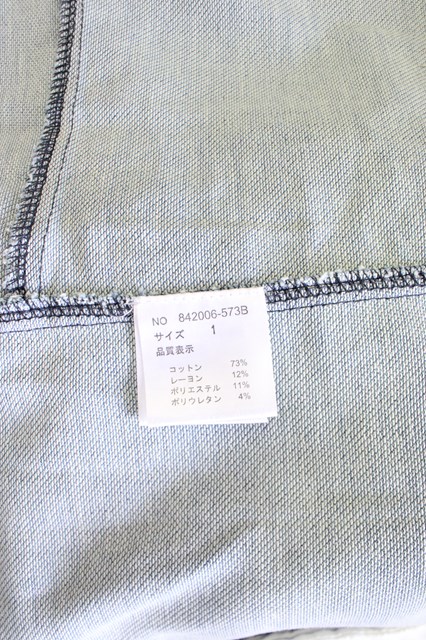 NO 842006-573B
サイズ 1
品質表示
コットン 73%
レーヨン 12%
ポリエステル 11%
ポリウレタン 4%